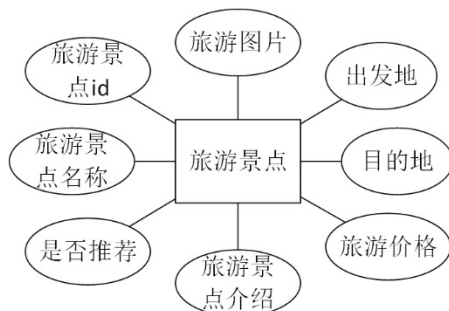 旅游图片
旅游景
点id
出发地
旅游景
点名称
旅游景点
目的地
是否推荐
旅游价格
旅游景
点介绍